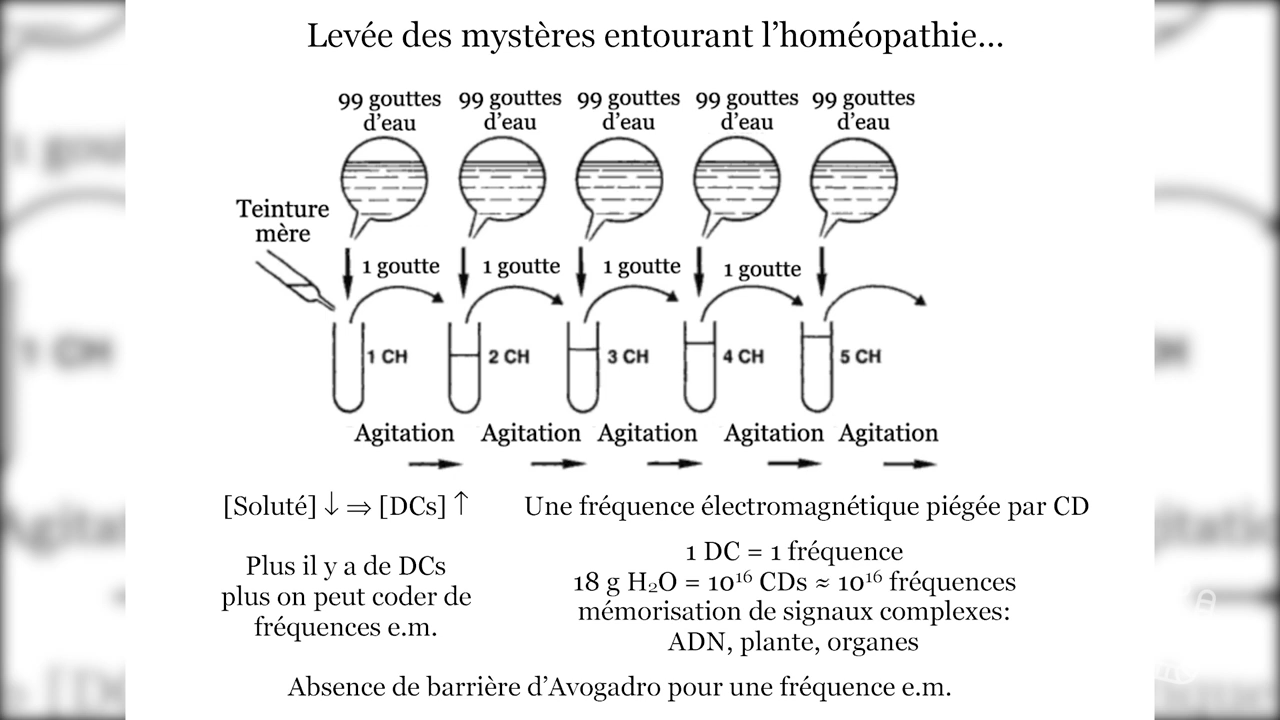 Levée des mystères entourant l’homéopathie...
99 gouttes d’eau
99 gouttes d’eau
99 gouttes d’eau
99 gouttes d’eau
99 gouttes d’eau
Teinture
mère
1 goutte
1 goutte
1 goutte
1 goutte
1 CH
2 CH
3 CH
4 CH
5 CH
Agitation
Agitation
Agitation
Agitation
Agitation
[Soluté] ↓ ⇒ [DCs] ↑
Une fréquence électromagnétique piégée par CD
Plus il y a de DCs
plus on peut coder de
fréquences e.m.
1 DC = 1 fréquence
18 g H₂O = 10¹⁶ CDs ≈ 10¹⁶ fréquences
mémorisation de signaux complexes:
ADN, plante, organes
Absence de barrière d’Avogadro pour une fréquence e.m.